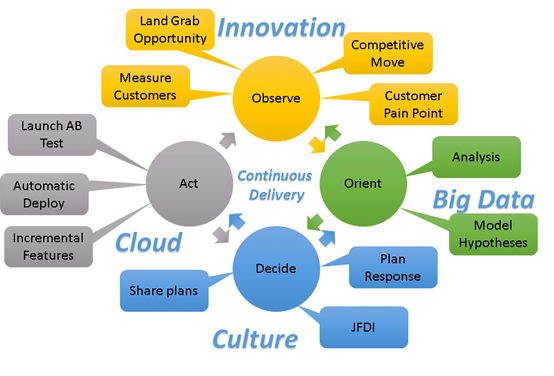 Land Grab
Opportunity
Innovation
Competitive
Move
Measure
Customers
Observe
Customer
Pain Point
Launch AB
Test
Automatic
Deploy
Incremental
Features
Act
Continuous
Delivery
Orient
Analysis
Big Data
Model
Hypotheses
Cloud
Decide
Share plans
Plan
Response
JFDI
Culture